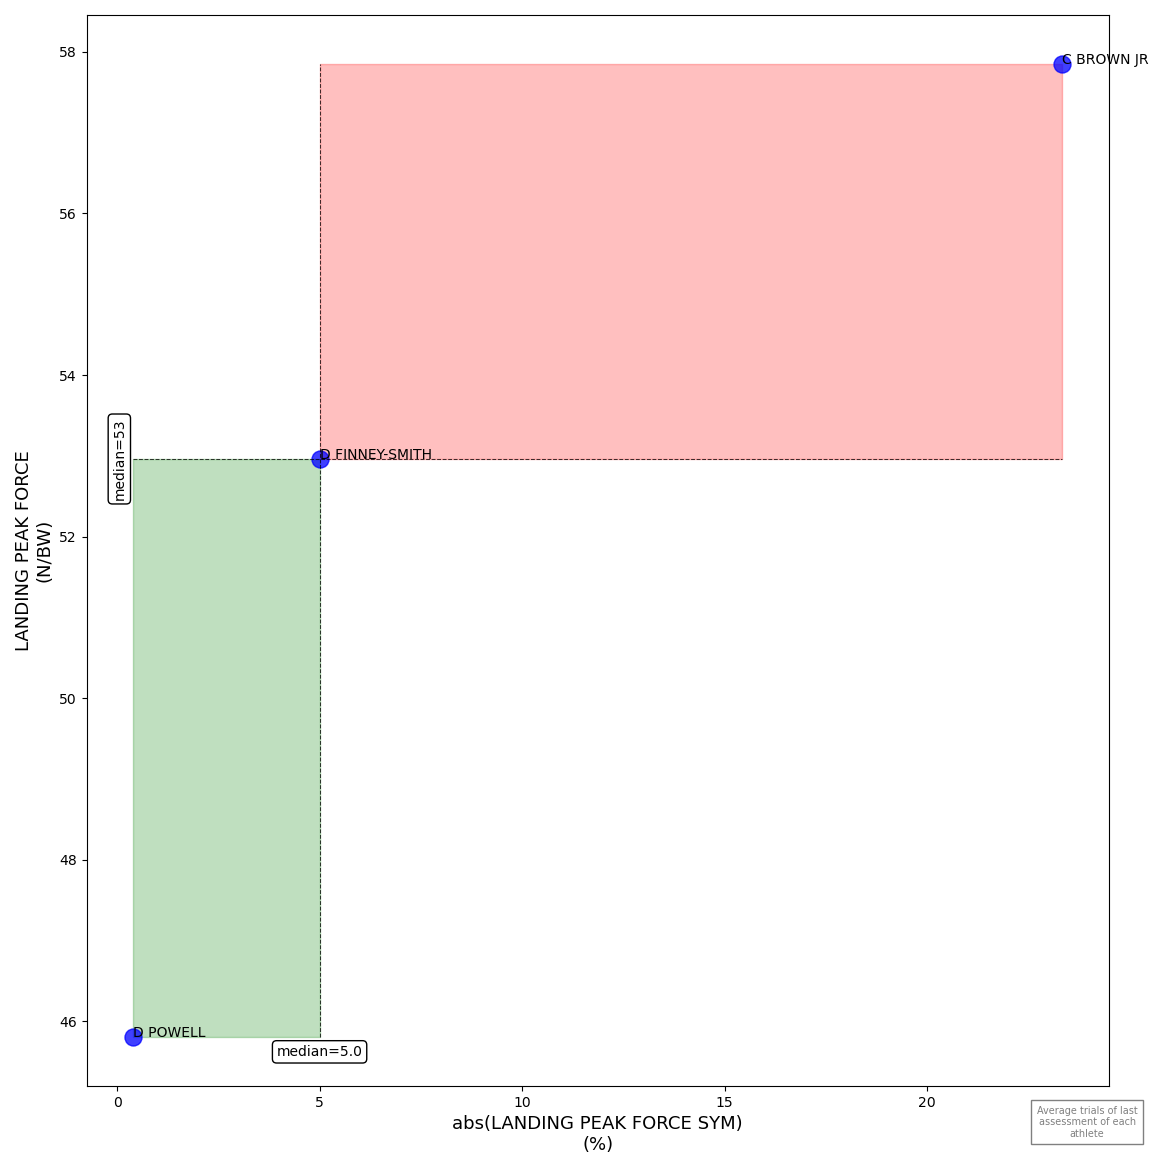 58
56
54
52
50
48
46
LANDING PEAK FORCE
(N/BW)
C BROWN JR
D FINNEY-SMITH
D POWELL
median=53
median=5.0
0
5
10
15
20
abs(LANDING PEAK FORCE SYM)
(%)
Average trials of last
assessment of each
athlete